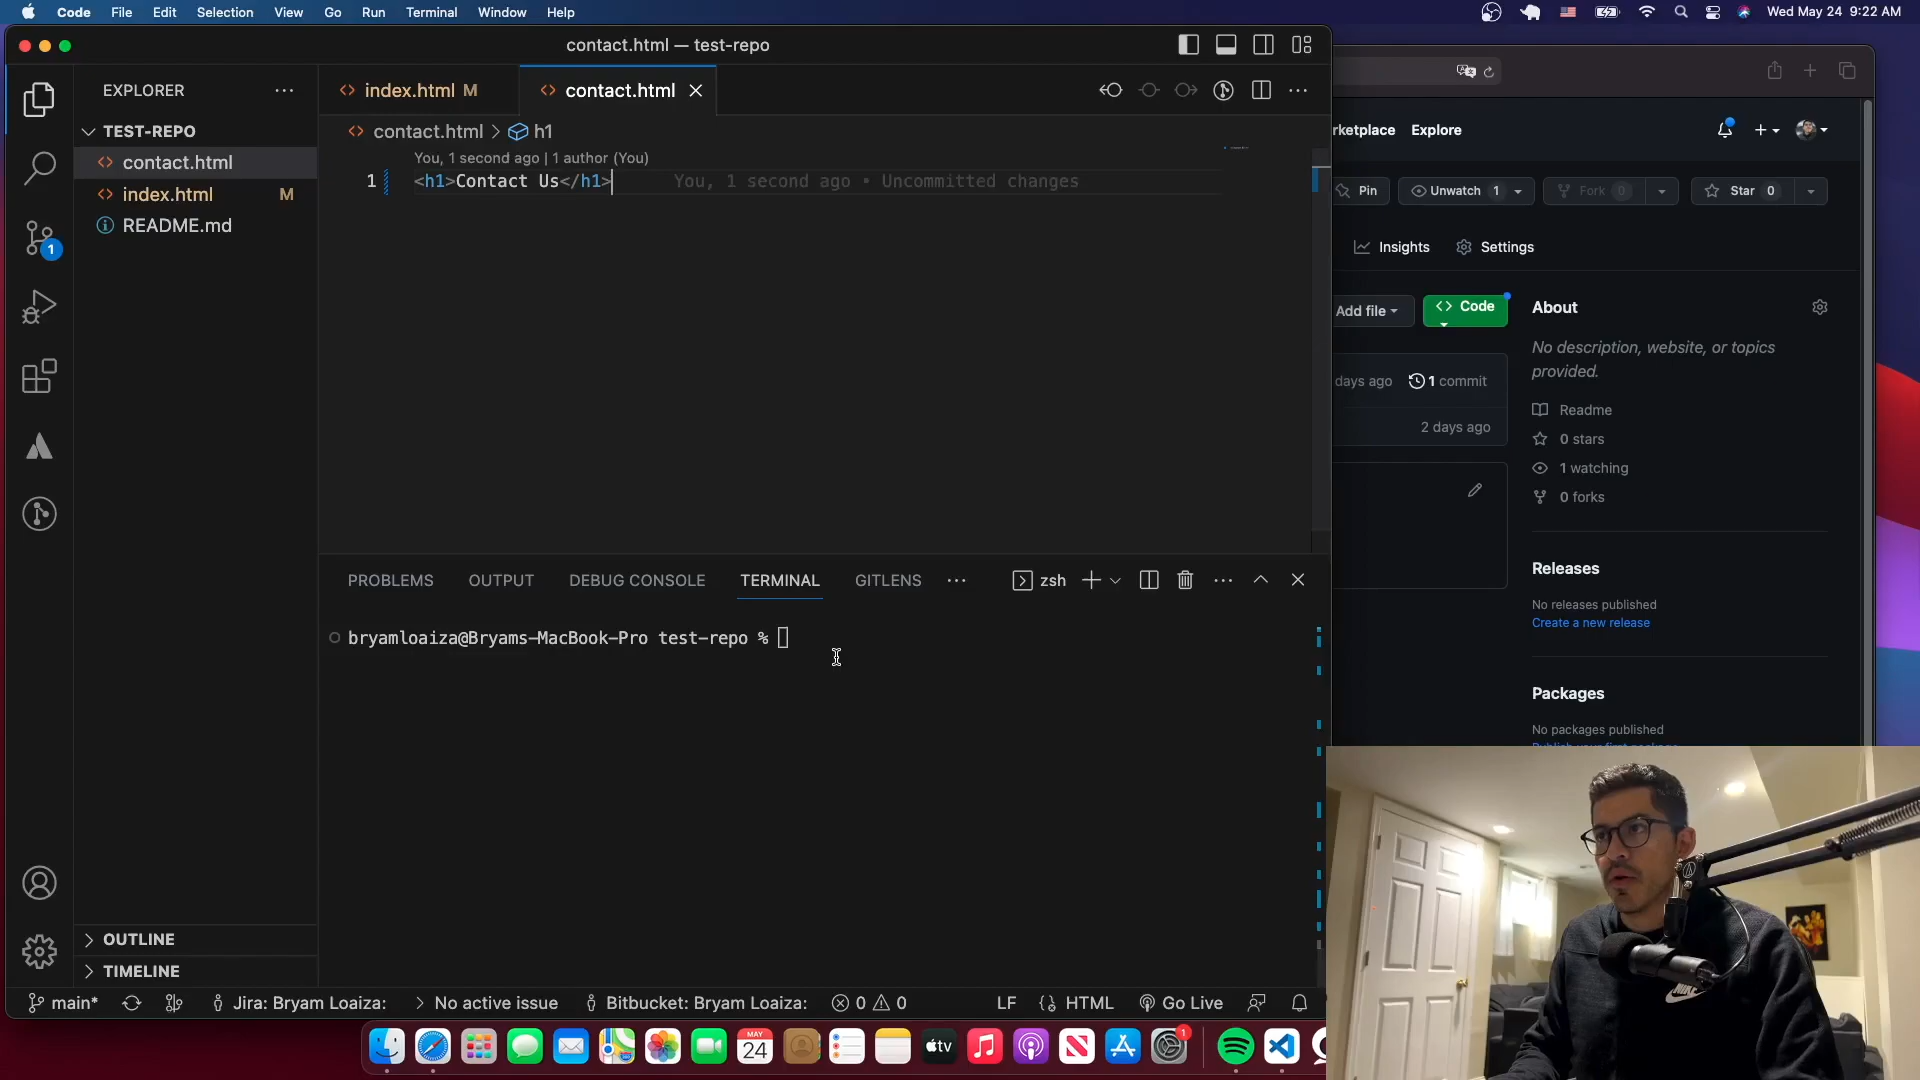 Code File Edit Selection View Go Run Terminal Window Help
Wed May 24 9:22 AM
contact.html — test-repo
EXPLORER
index.html M
contact.html
TEST-REPO
contact.html
index.html M
README.md
1
contact.html > h1
You, 1 second ago | 1 author (You)
1 <h1>Contact Us</h1> You, 1 second ago • Uncommitted changes
PROBLEMS OUTPUT DEBUG CONSOLE TERMINAL GITLENS
zsh
bryamloaiza@Bryams-MacBook-Pro test-repo %
OUTLINE
TIMELINE
main* Jira: Bryam Loaiza: No active issue Bitbucket: Bryam Loaiza: 0 0 LF HTML Go Live
rketplace Explore
Pin Unwatch 1 Fork 0 Star 0
Insights Settings
Add file <> Code
About
No description, website, or topics
provided.
days ago 1 commit
2 days ago
Readme
0 stars
1 watching
0 forks
Releases
No releases published
Create a new release
Packages
No packages published
MAY
24
tv
1